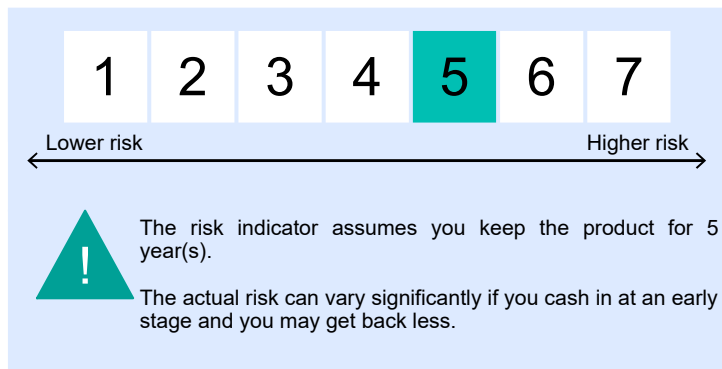 1 2 3 4 5 6 7
Lower risk Higher risk
!
The risk indicator assumes you keep the product for 5
year(s).
The actual risk can vary significantly if you cash in at an early
stage and you may get back less.